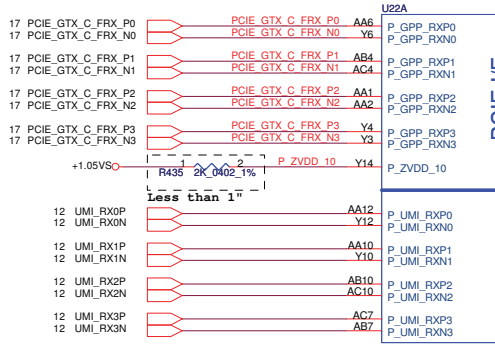 U22A
17 PCIE_GTX_C_FRX_P0 PCIE_GTX_C_FRX_P0 AA6 P_GPP_RXP0
17 PCIE_GTX_C_FRX_N0 PCIE_GTX_C_FRX_N0 Y6 P_GPP_RXN0
17 PCIE_GTX_C_FRX_P1 PCIE_GTX_C_FRX_P1 AB4 P_GPP_RXP1
17 PCIE_GTX_C_FRX_N1 PCIE_GTX_C_FRX_N1 AC4 P_GPP_RXN1
17 PCIE_GTX_C_FRX_P2 PCIE_GTX_C_FRX_P2 AA1 P_GPP_RXP2
17 PCIE_GTX_C_FRX_N2 PCIE_GTX_C_FRX_N2 AA2 P_GPP_RXN2
17 PCIE_GTX_C_FRX_P3 PCIE_GTX_C_FRX_P3 Y4 P_GPP_RXP3
17 PCIE_GTX_C_FRX_N3 PCIE_GTX_C_FRX_N3 Y3 P_GPP_RXN3
+1.05VS 1 2 P_ZVDD_10 Y14 P_ZVDD_10
R435 2K_0402_1%
Less than 1"
12 UMI_RX0P AA12 P_UMI_RXP0
12 UMI_RX0N Y12 P_UMI_RXN0
12 UMI_RX1P AA10 P_UMI_RXP1
12 UMI_RX1N Y10 P_UMI_RXN1
12 UMI_RX2P AB10 P_UMI_RXP2
12 UMI_RX2N AC10 P_UMI_RXN2
12 UMI_RX3P AC7 P_UMI_RXP3
12 UMI_RX3N AB7 P_UMI_RXN3